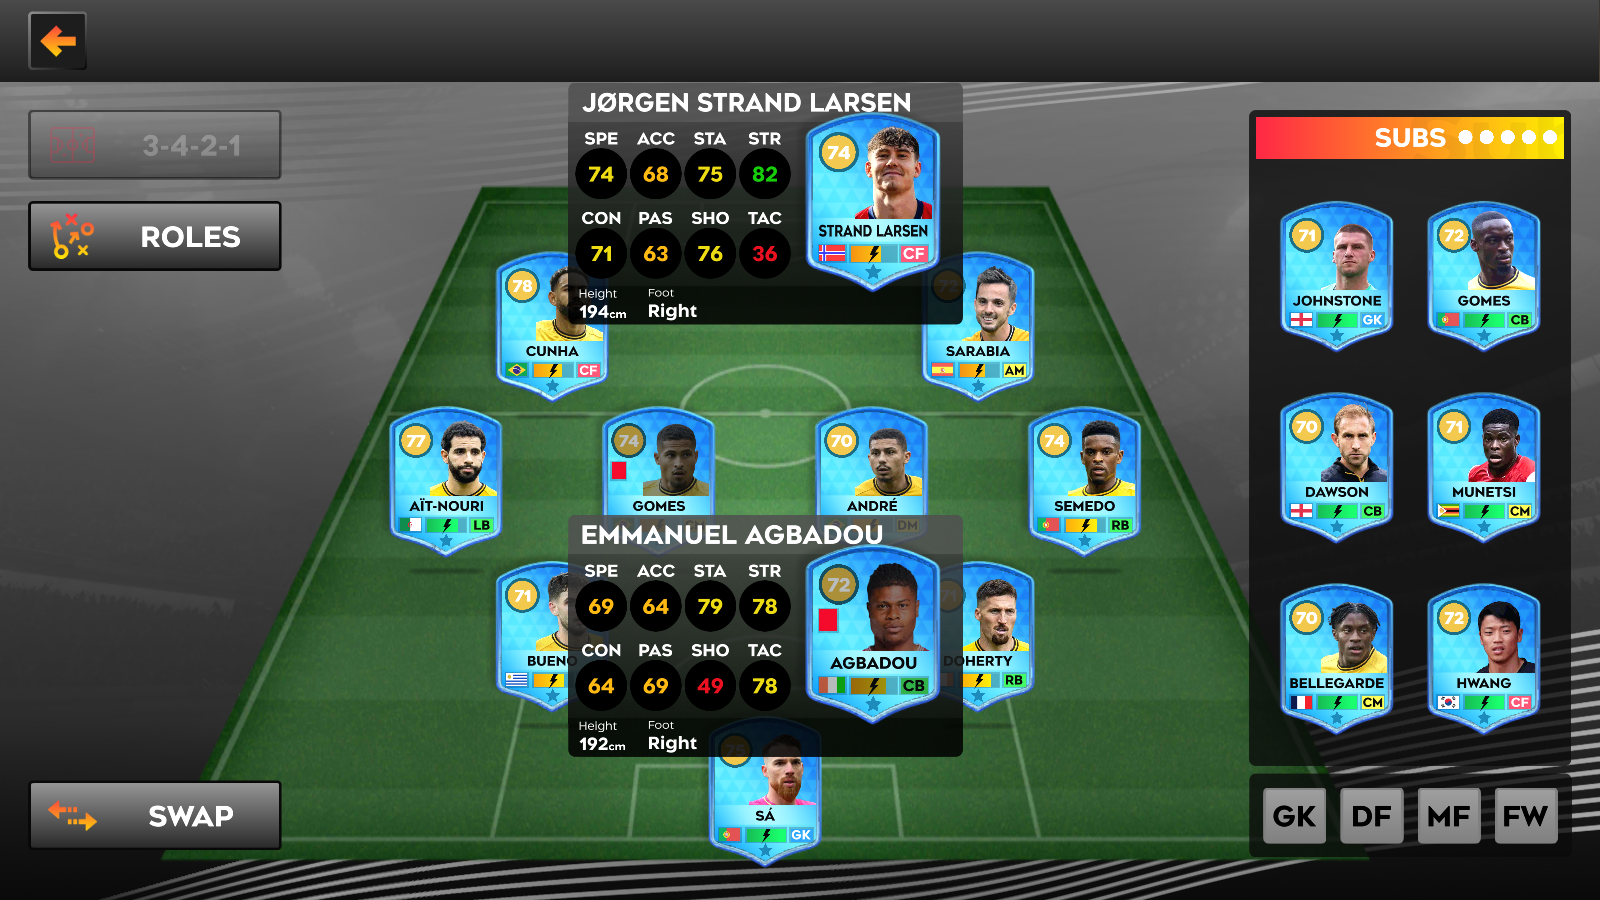 3-4-2-1
ROLES
SWAP
JØRGEN STRAND LARSEN
SPE ACC STA STR
74 68 75 82
CON PAS SHO TAC
71 63 76 36
Height Foot
194cm Right
74
STRAND LARSEN
CF
78
CUNHA
CF
SARABIA
AM
77
AÏT-NOURI
LB
74
GOMES
70
ANDRÉ
DM
74
SEMEDO
RB
EMMANUEL AGBADOU
SPE ACC STA STR
69 64 79 78
CON PAS SHO TAC
64 69 49 78
Height Foot
192cm Right
72
AGBADOU
CB
71
BUENO
71
DOHERTY
RB
75
SÁ
GK
SUBS
71
JOHNSTONE
GK
72
GOMES
CB
70
DAWSON
CB
71
MUNETSI
CM
70
BELLEGARDE
CM
72
HWANG
CF
GK DF MF FW